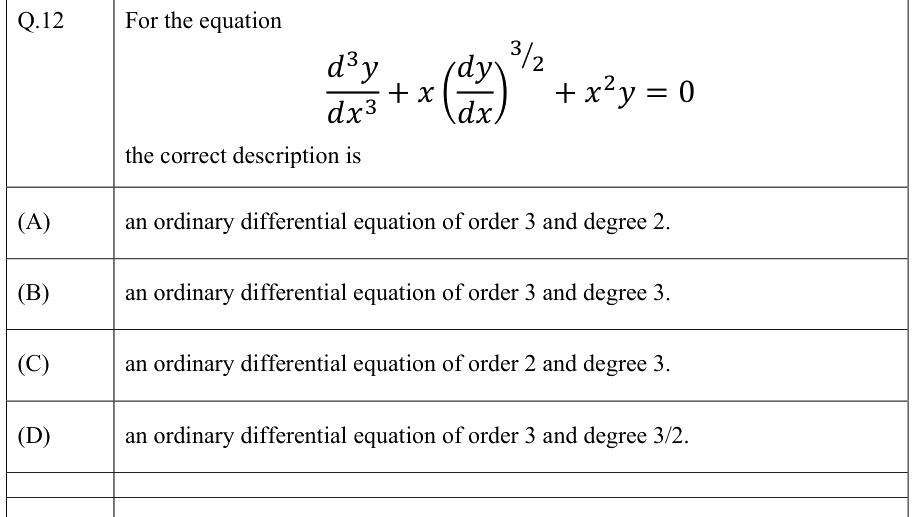 Q.12 For the equation
d³y/dx³ + x(dy/dx)^3/2 + x²y = 0
the correct description is
(A) an ordinary differential equation of order 3 and degree 2.
(B) an ordinary differential equation of order 3 and degree 3.
(C) an ordinary differential equation of order 2 and degree 3.
(D) an ordinary differential equation of order 3 and degree 3/2.